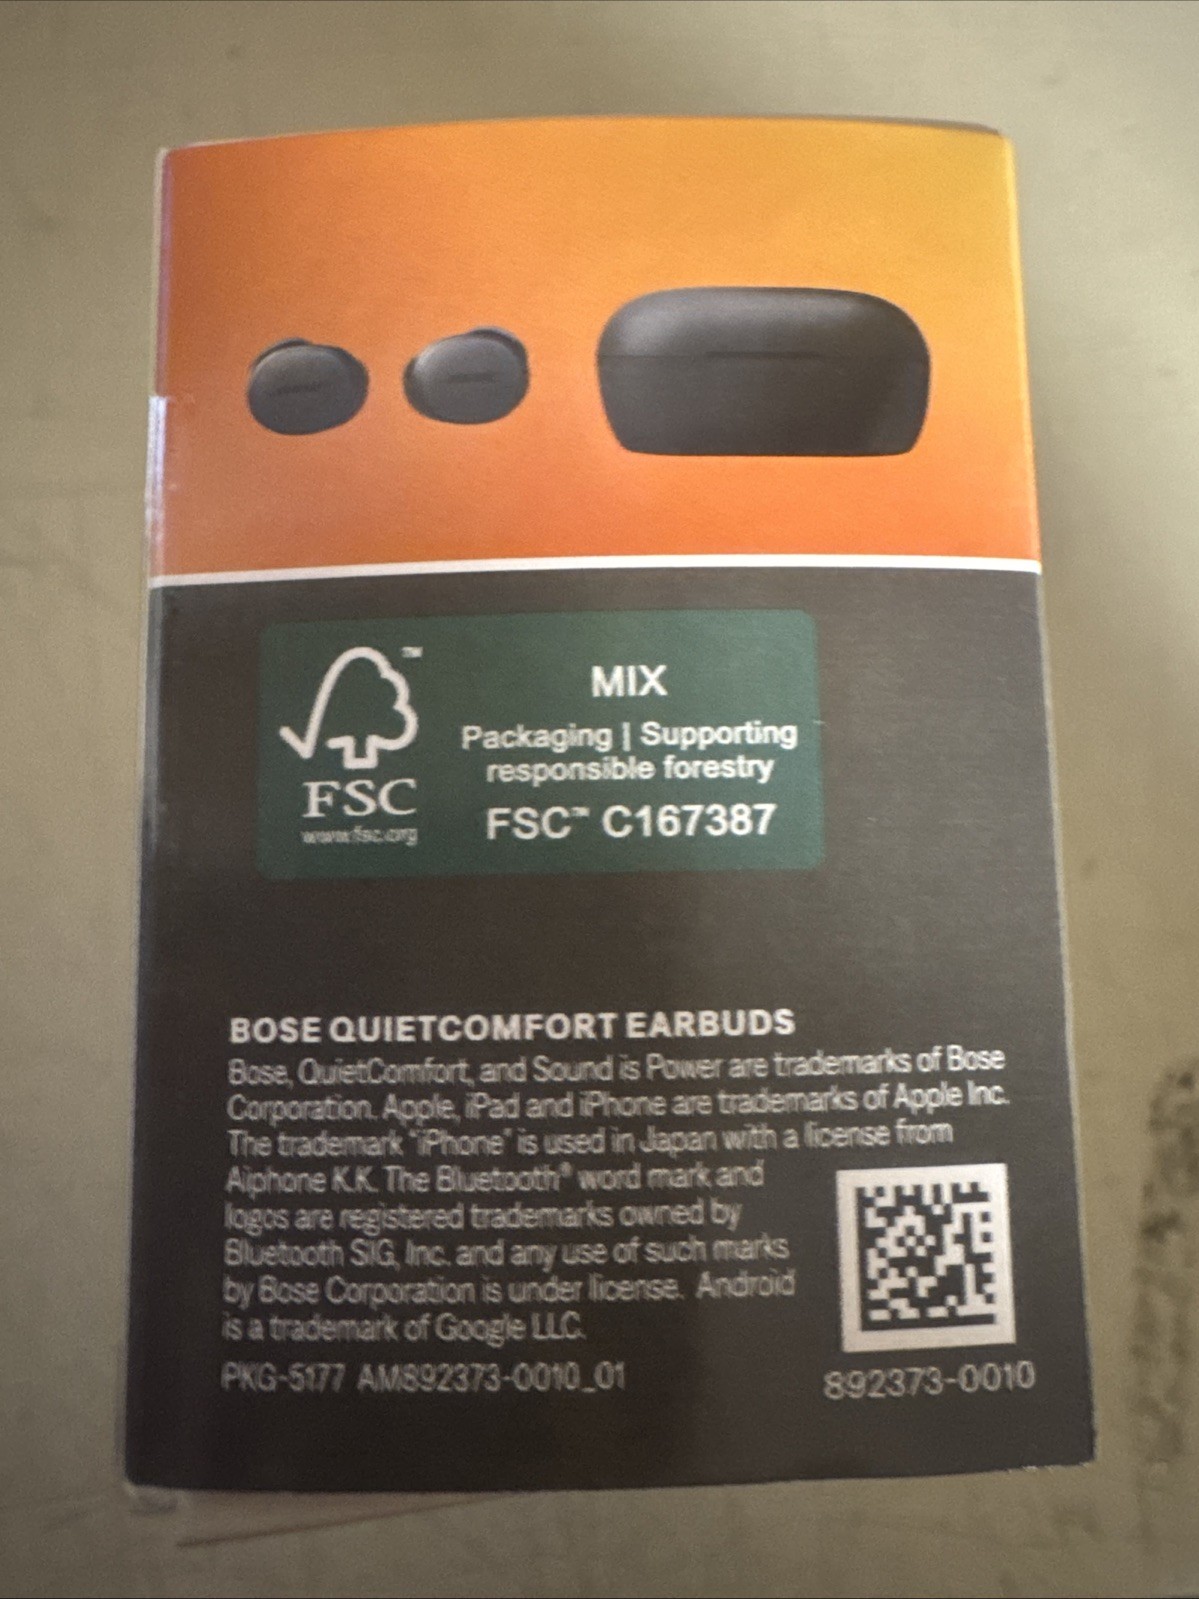 ™
MIX
Packaging | Supporting
responsible forestry
FSC
www.fsc.org
FSC™ C167387
BOSE QUIETCOMFORT EARBUDS
Bose, QuietComfort, and Sound is Power are trademarks of Bose
Corporation. Apple, iPad and iPhone are trademarks of Apple Inc.
The trademark "iPhone" is used in Japan with a license from
Aiphone K.K. The Bluetooth® word mark and
logos are registered trademarks owned by
Bluetooth SIG, Inc. and any use of such marks
by Bose Corporation is under license. Android
is a trademark of Google LLC.
PKG-5177 AM892373-0010_01
892373-0010